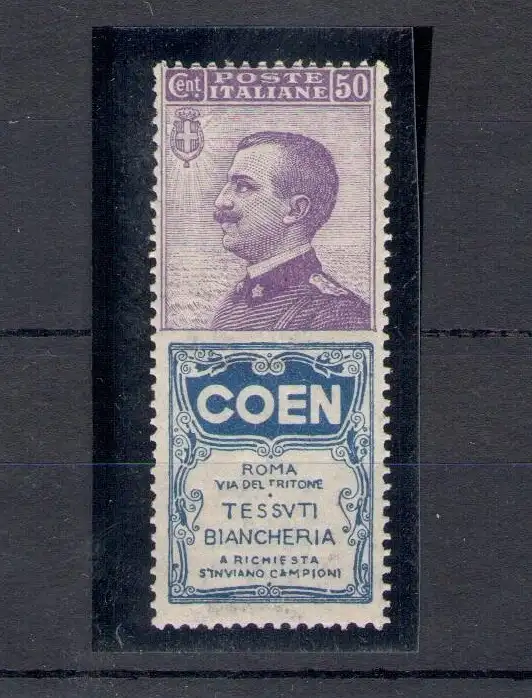 Cent POSTE ITALIANE 50
COEN
ROMA
VIA DEL TRITONE
TESSVTI
BIANCHERIA
A RICHIESTA
S'INVIANO CAMPIONI